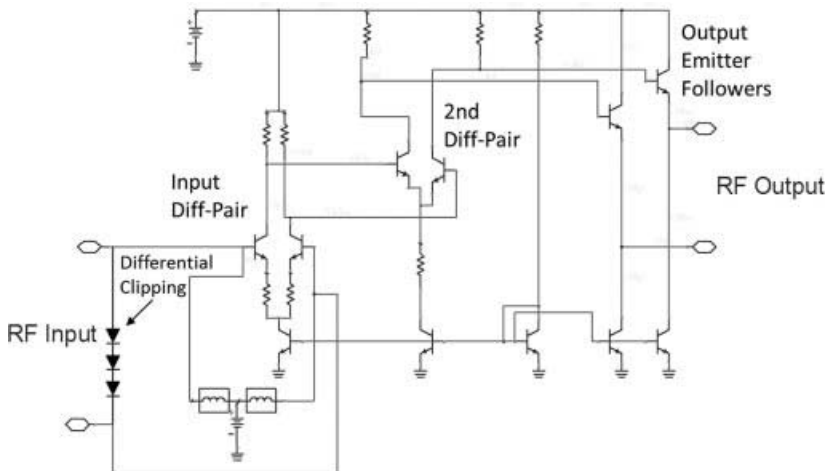 Output
Emitter
Followers
2nd
Diff-Pair
Input
Diff-Pair
RF Output
Differential
Clipping
RF Input